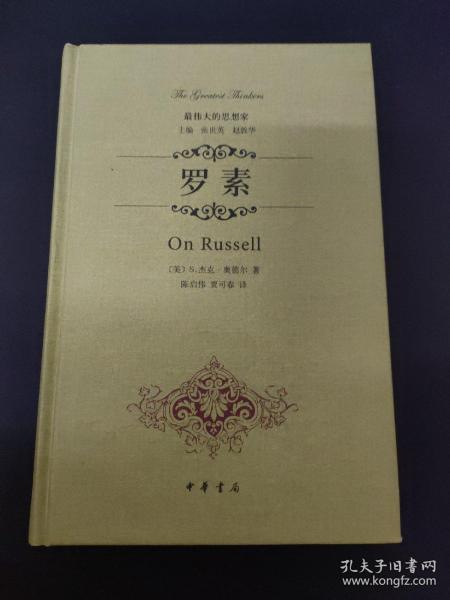 The Greatest Thinkers
最伟大的思想家
主编 张世英 赵敦华
罗素
On Russell
〔美〕S.杰克·奥德尔 著
陈启伟 贾可春 译
中華書局
孔夫子旧书网
www.kongfz.com